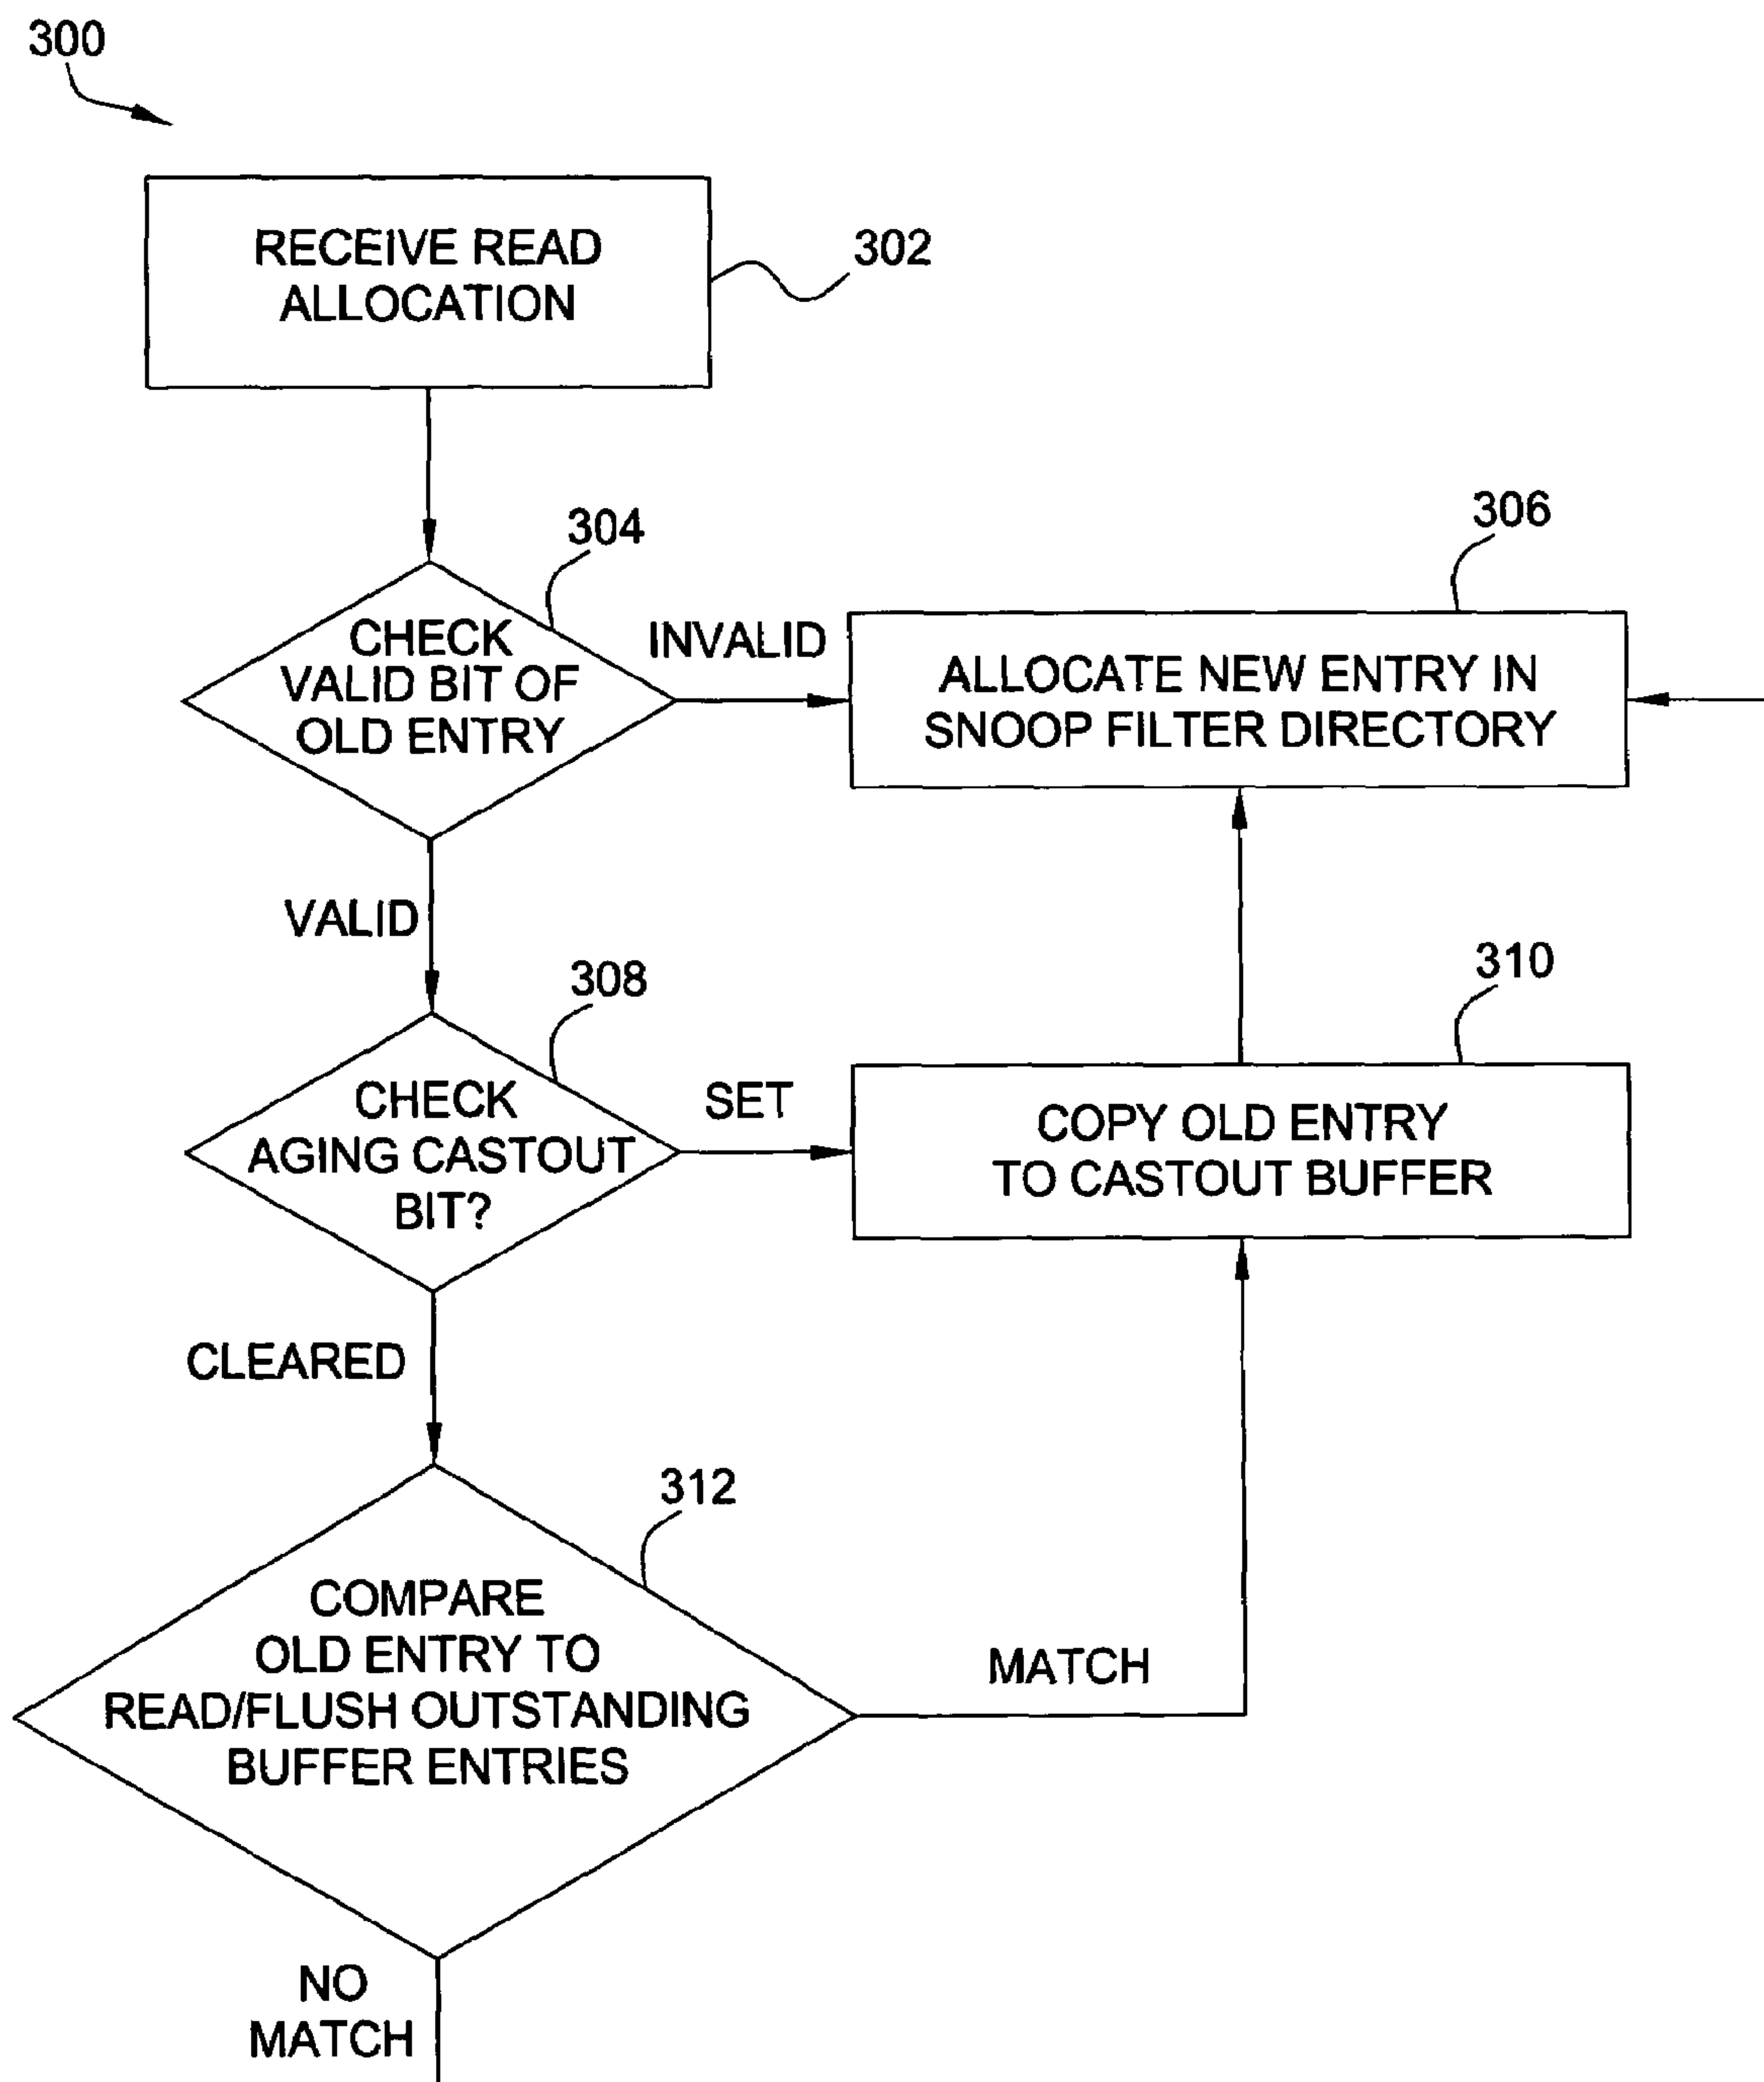 300
RECEIVE READ
ALLOCATION
302
304
306
CHECK
VALID BIT OF
OLD ENTRY
INVALID
ALLOCATE NEW ENTRY IN
SNOOP FILTER DIRECTORY
VALID
308
310
CHECK
AGING CASTOUT
BIT?
SET
COPY OLD ENTRY
TO CASTOUT BUFFER
CLEARED
312
COMPARE
OLD ENTRY TO
READ/FLUSH OUTSTANDING
BUFFER ENTRIES
MATCH
NO
MATCH